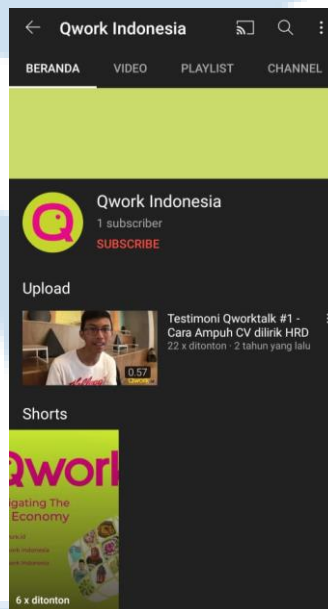 Qwork Indonesia
BERANDA VIDEO PLAYLIST CHANNEL
Q
Qwork Indonesia
1 subscriber
SUBSCRIBE
Upload
Testimoni Qworktalk #1 -
Cara Ampuh CV dilirik HRD
22 x ditonton · 2 tahun yang lalu
0.57
Shorts
Qwork
gating The
Economy
6 x ditonton